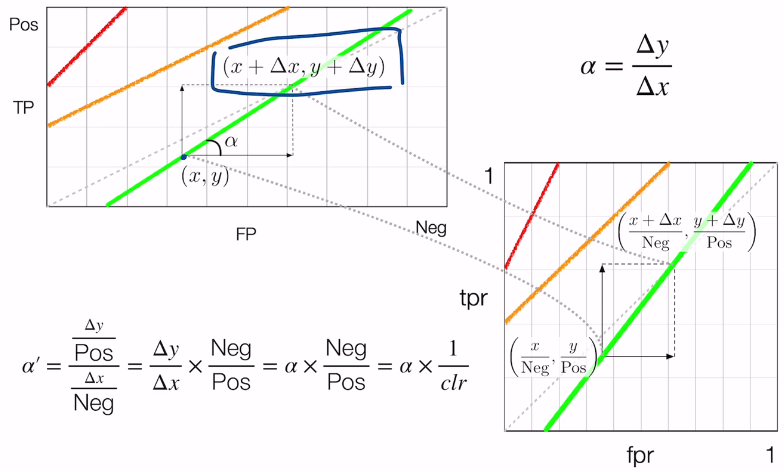 Pos
(x + Δx, y + Δy)
α = Δy / Δx
TP
α
(x, y)
FP
Neg
1
((x + Δx) / Neg, (y + Δy) / Pos)
tpr
(x / Neg, y / Pos)
α′ = (Δy / Pos) / (Δx / Neg) = Δy / Δx × Neg / Pos = α × Neg / Pos = α × 1 / clr
fpr
1